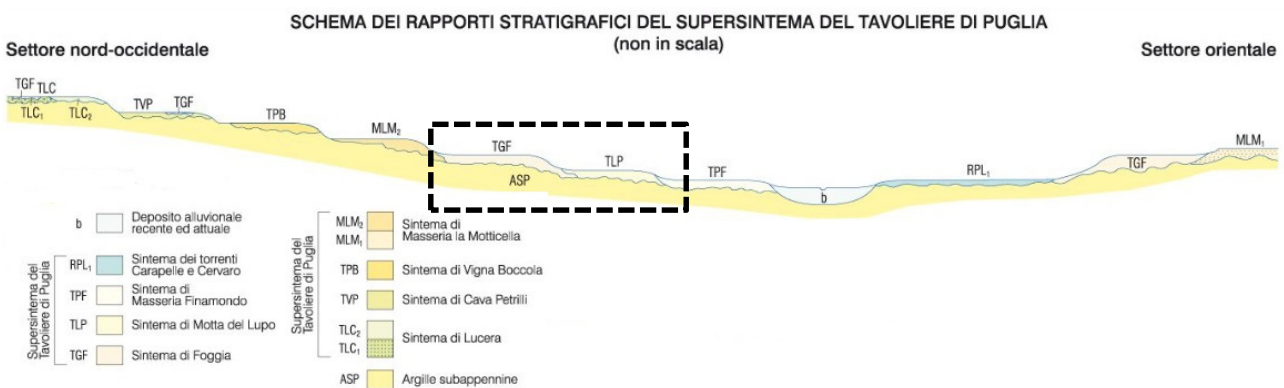 SCHEMA DEI RAPPORTI STRATIGRAFICI DEL SUPERSINTEMA DEL TAVOLIERE DI PUGLIA
(non in scala)
Settore nord-occidentale
Settore orientale
TGF TLC
TLC₁ TLC₂
TVP
TGF
TPB
MLM₂
TGF
ASP
TLP
TPF
b
RPL₁
TGF
MLM₁
Supersintema del
Tavoliere di Puglia
b Deposito alluvionale
recente ed attuale
RPL₁ Sintema dei torrenti
Carapelle e Cervaro
TPF Sintema di
Masseria Finamondo
TLP Sintema di Motta del Lupo
TGF Sintema di Foggia
Supersintema del
Tavoliere di Puglia
MLM₂ Sintema di
MLM₁ Masseria la Motticella
TPB Sintema di Vigna Boccola
TVP Sintema di Cava Petrilli
TLC₂
TLC₁ Sintema di Lucera
ASP Argille subappennine